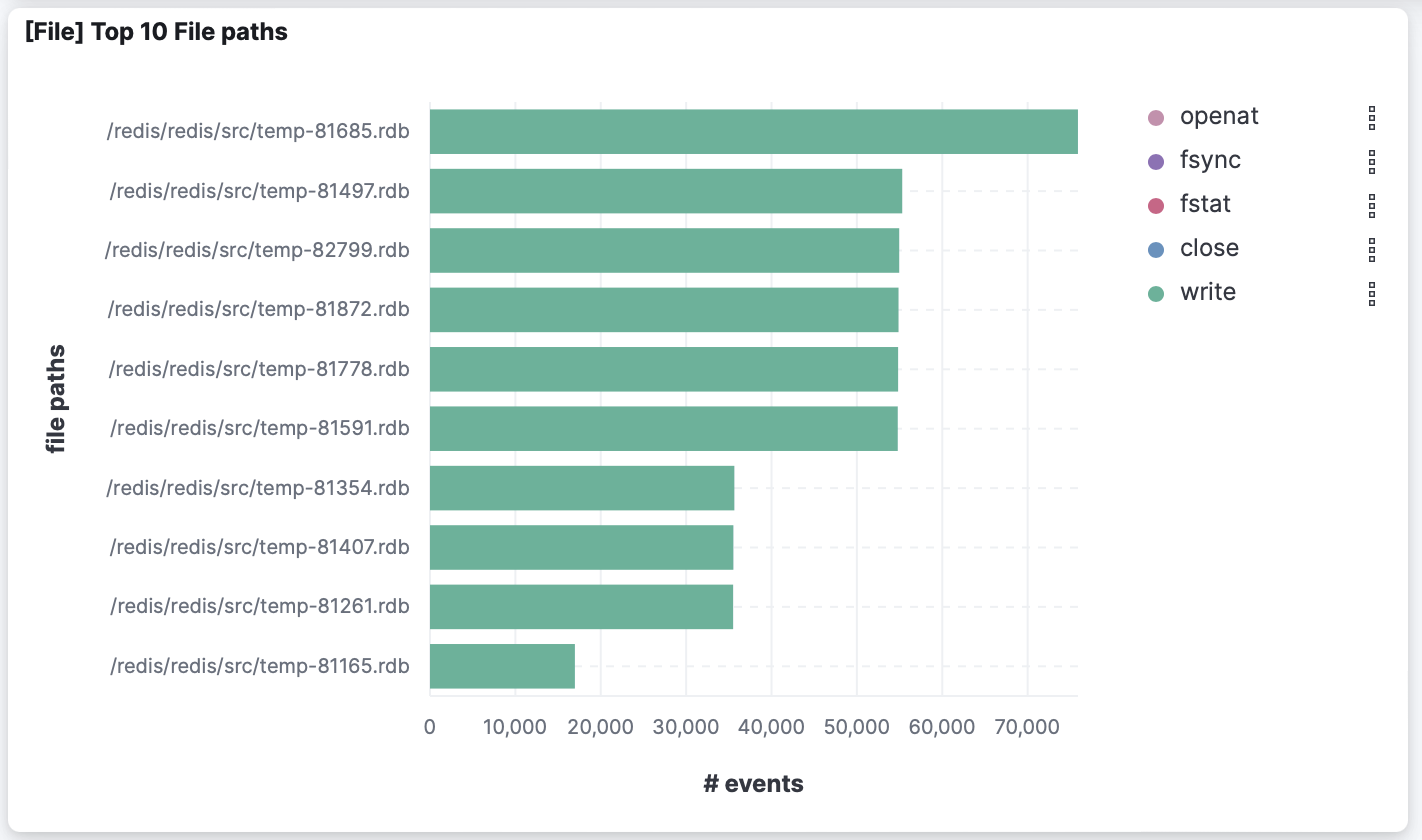 [File] Top 10 File paths
/redis/redis/src/temp-81685.rdb
/redis/redis/src/temp-81497.rdb
/redis/redis/src/temp-82799.rdb
/redis/redis/src/temp-81872.rdb
/redis/redis/src/temp-81778.rdb
/redis/redis/src/temp-81591.rdb
/redis/redis/src/temp-81354.rdb
/redis/redis/src/temp-81407.rdb
/redis/redis/src/temp-81261.rdb
/redis/redis/src/temp-81165.rdb
file paths
0 10,000 20,000 30,000 40,000 50,000 60,000 70,000
# events
openat
fsync
fstat
close
write